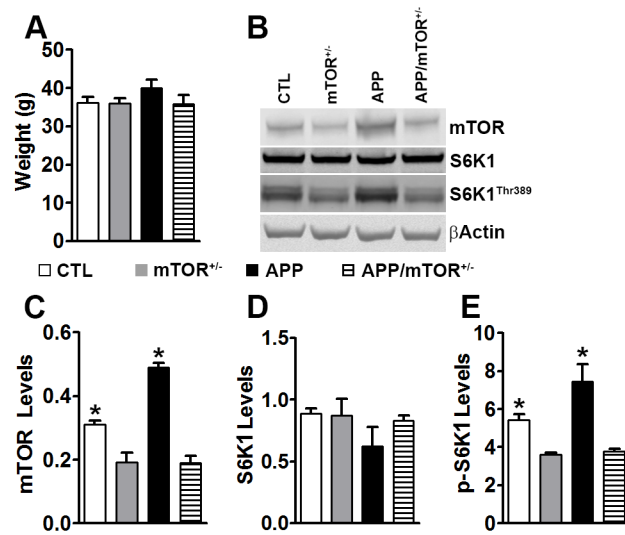 A
Weight (g)
50
40
30
20
10
0
B
CTL
mTOR+/-
APP
APP/mTOR+/-
mTOR
S6K1
S6K1Thr389
βActin
CTL
mTOR+/-
APP
APP/mTOR+/-
C
mTOR Levels
0.6
0.4
0.2
0.0
*
*
D
S6K1 Levels
1.5
1.0
0.5
0.0
E
p-S6K1 Levels
10
8
6
4
2
0
*
*